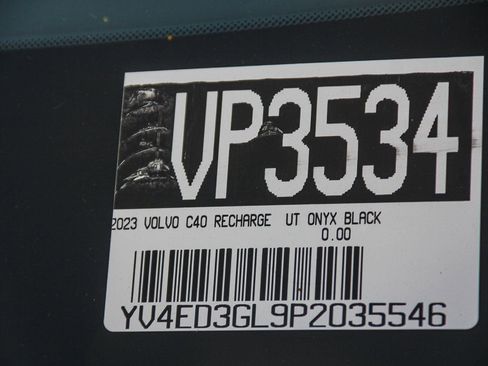 VP3534
2023 VOLVO C40 RECHARGE UT ONYX BLACK
0.00
YV4ED3GL9P2035546